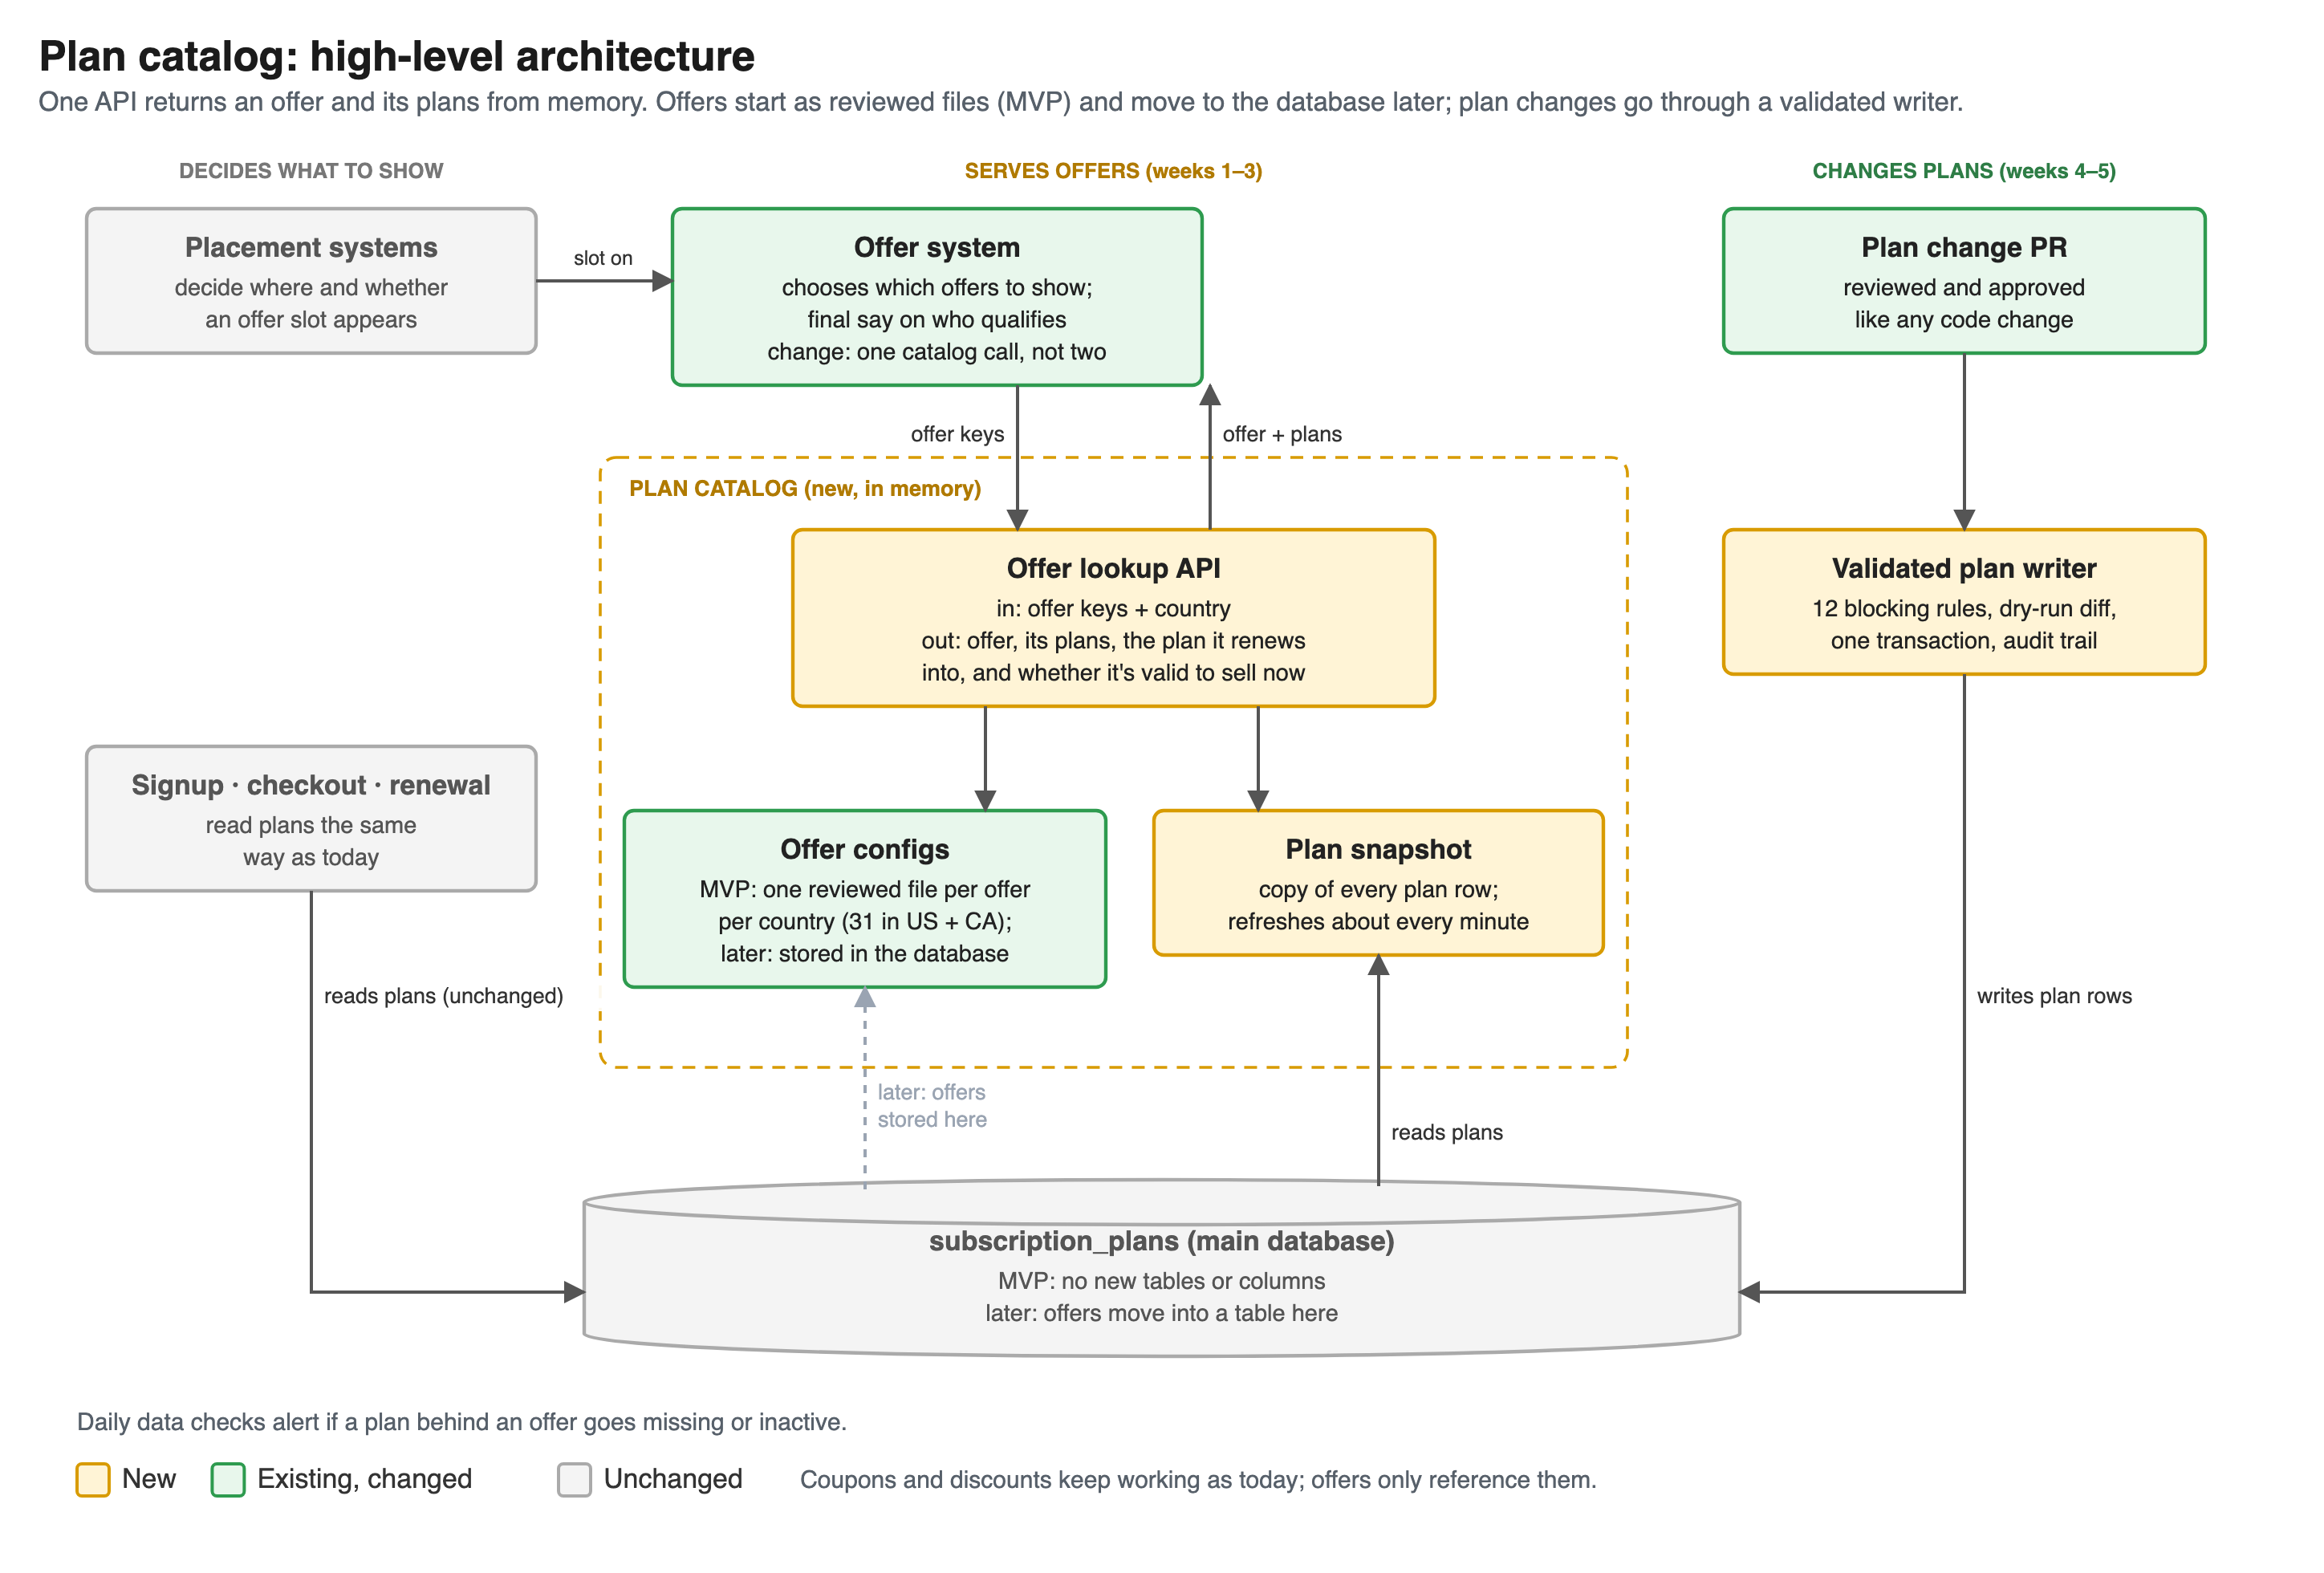 Plan catalog: high-level architecture
One API returns an offer and its plans from memory. Offers start as reviewed files (MVP) and move to the database later; plan changes go through a validated writer.
DECIDES WHAT TO SHOW
SERVES OFFERS (weeks 1–3)
CHANGES PLANS (weeks 4–5)
Placement systems
decide where and whether
an offer slot appears
slot on
Offer system
chooses which offers to show;
final say on who qualifies
change: one catalog call, not two
Plan change PR
reviewed and approved
like any code change
offer keys
offer + plans
PLAN CATALOG (new, in memory)
Offer lookup API
in: offer keys + country
out: offer, its plans, the plan it renews
into, and whether it's valid to sell now
Validated plan writer
12 blocking rules, dry-run diff,
one transaction, audit trail
Signup · checkout · renewal
read plans the same
way as today
Offer configs
MVP: one reviewed file per offer
per country (31 in US + CA);
later: stored in the database
Plan snapshot
copy of every plan row;
refreshes about every minute
reads plans (unchanged)
writes plan rows
later: offers
stored here
reads plans
subscription_plans (main database)
MVP: no new tables or columns
later: offers move into a table here
Daily data checks alert if a plan behind an offer goes missing or inactive.
New
Existing, changed
Unchanged
Coupons and discounts keep working as today; offers only reference them.